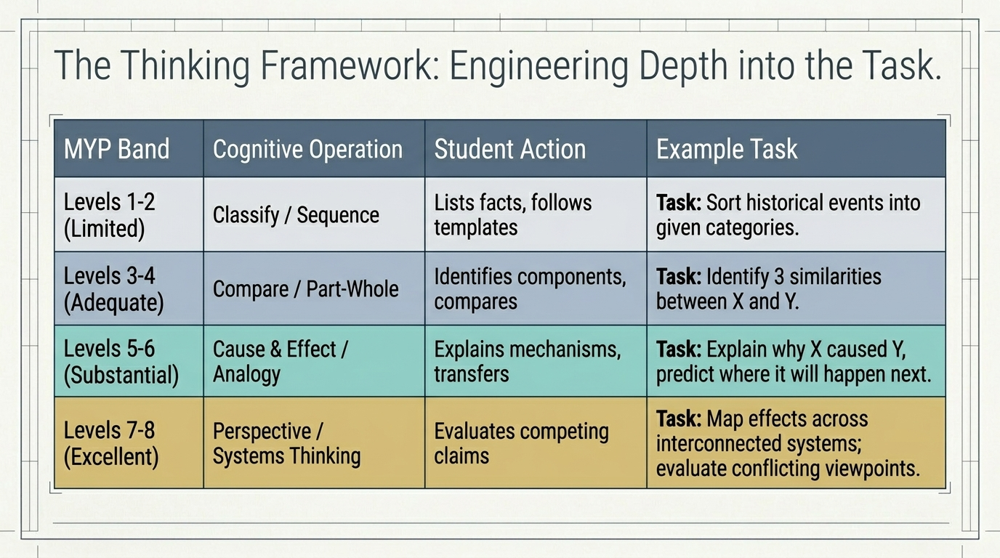 The Thinking Framework: Engineering Depth into the Task.
MYP Band
Cognitive Operation
Student Action
Example Task
Levels 1-2
(Limited)
Classify / Sequence
Lists facts, follows
templates
Task: Sort historical events into
given categories.
Levels 3-4
(Adequate)
Compare / Part-Whole
Identifies components,
compares
Task: Identify 3 similarities
between X and Y.
Levels 5-6
(Substantial)
Cause & Effect /
Analogy
Explains mechanisms,
transfers
Task: Explain why X caused Y,
predict where it will happen next.
Levels 7-8
(Excellent)
Perspective /
Systems Thinking
Evaluates competing
claims
Task: Map effects across
interconnected systems;
evaluate conflicting viewpoints.